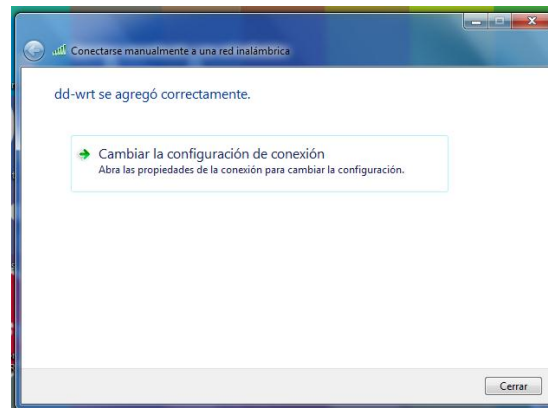 Conectarse manualmente a una red inalámbrica
dd-wrt se agregó correctamente.
Cambiar la configuración de conexión
Abra las propiedades de la conexión para cambiar la configuración.
Cerrar